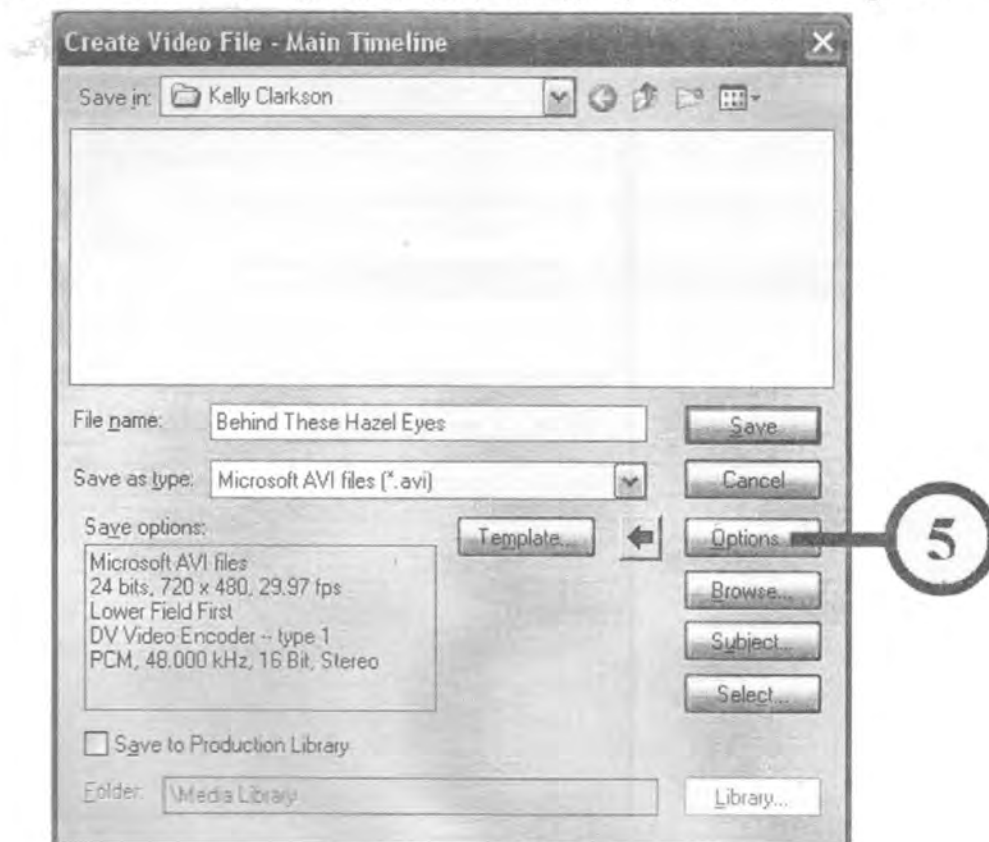 Create Video File - Main Timeline
Save in: Kelly Clarkson
File name: Behind These Hazel Eyes
Save
Save as type: Microsoft AVI files (*.avi)
Cancel
Save options:
Template...
Options
5
Microsoft AVI files
24 bits, 720 x 480, 29.97 fps
Lower Field First
DV Video Encoder -- type 1
PCM, 48.000 kHz, 16 Bit, Stereo
Browse...
Subject...
Select...
Save to Production Library
Folder: \Media Library
Library...